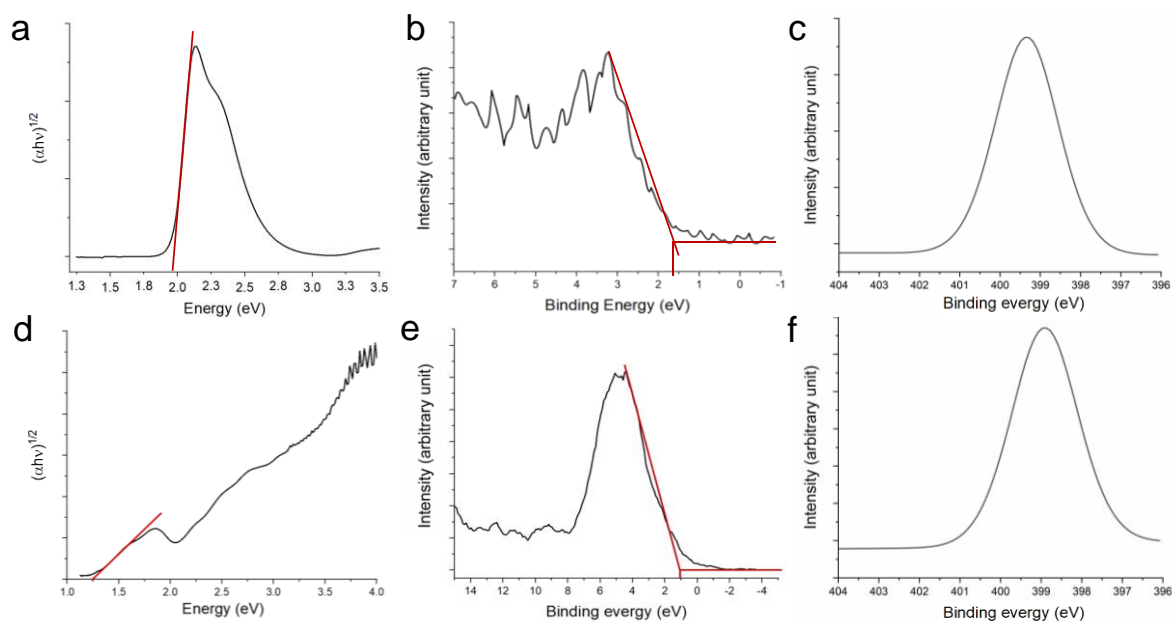 a
(αhν)1/2
1.3 1.5 1.8 2.0 2.3 2.5 2.8 3.0 3.3 3.5
Energy (eV)
b
Intensity (arbitrary unit)
7 6 5 4 3 2 1 0 -1
Binding Energy (eV)
c
Intensity (arbitrary unit)
404 403 402 401 400 399 398 397 396
Binding evergy (eV)
d
(αhν)1/2
1.0 1.5 2.0 2.5 3.0 3.5 4.0
Energy (eV)
e
Intensity (arbitrary unit)
14 12 10 8 6 4 2 0 -2 -4
Binding evergy (eV)
f
Intensity (arbitrary unit)
404 403 402 401 400 399 398 397 396
Binding evergy (eV)